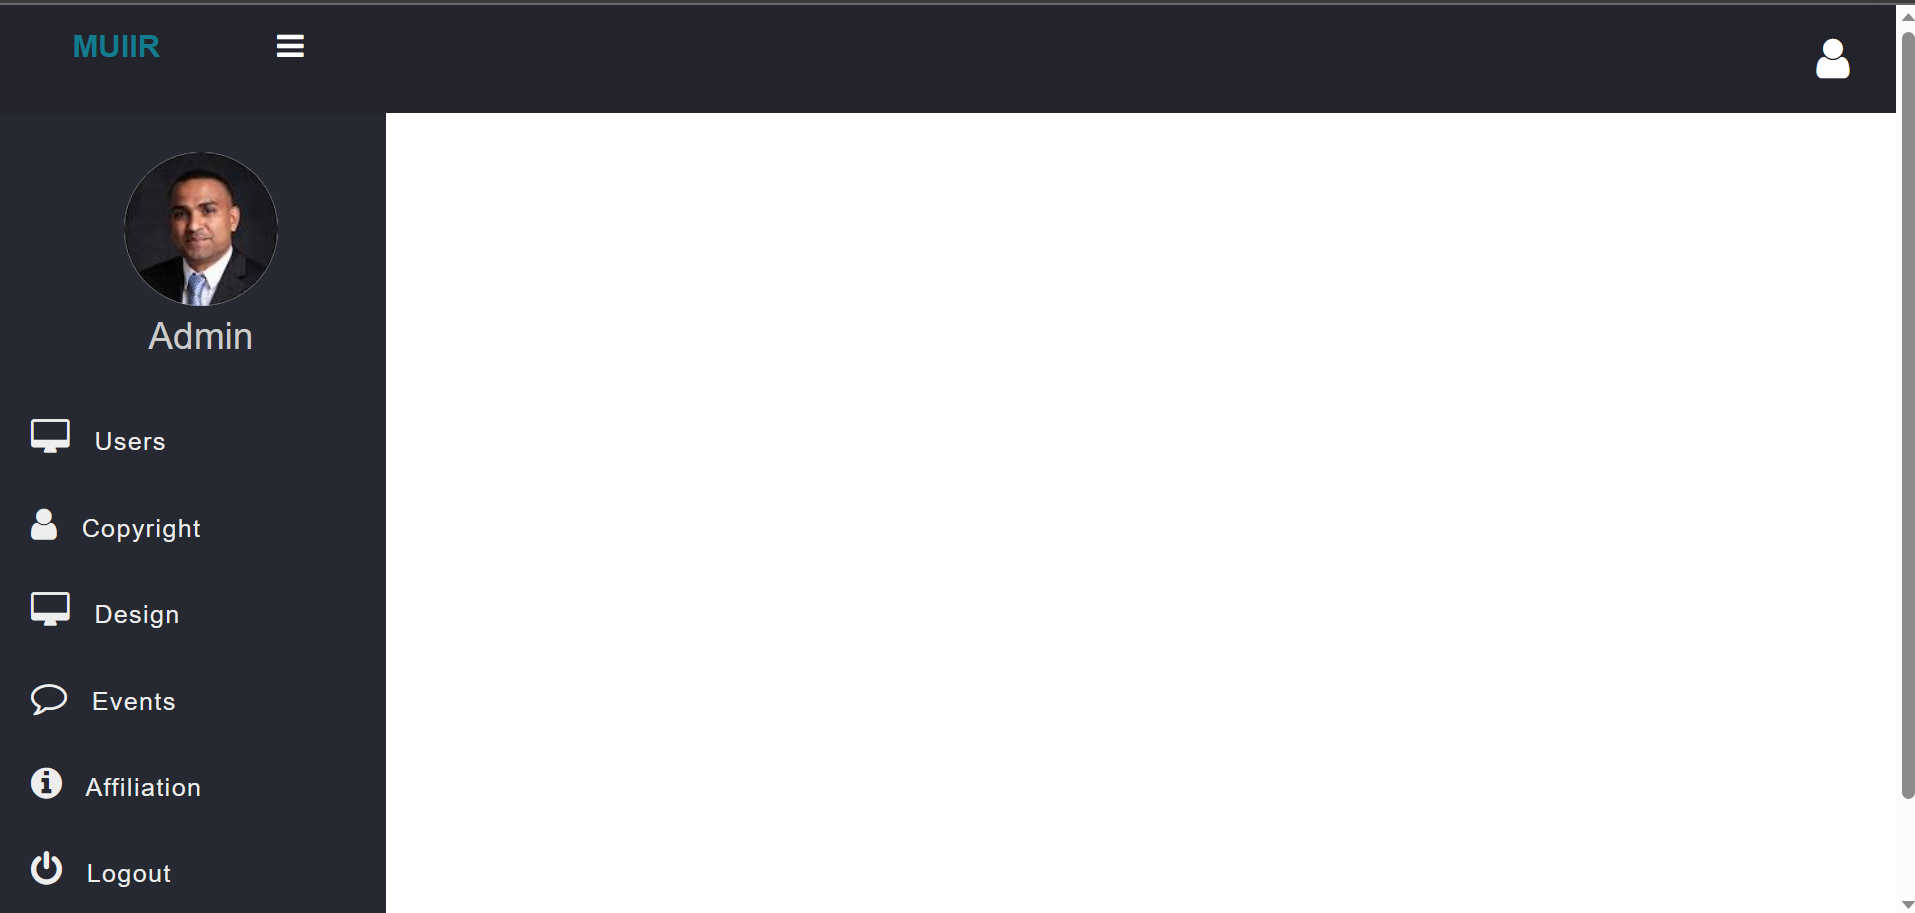 MUIIR
Admin
Users
Copyright
Design
Events
Affiliation
Logout